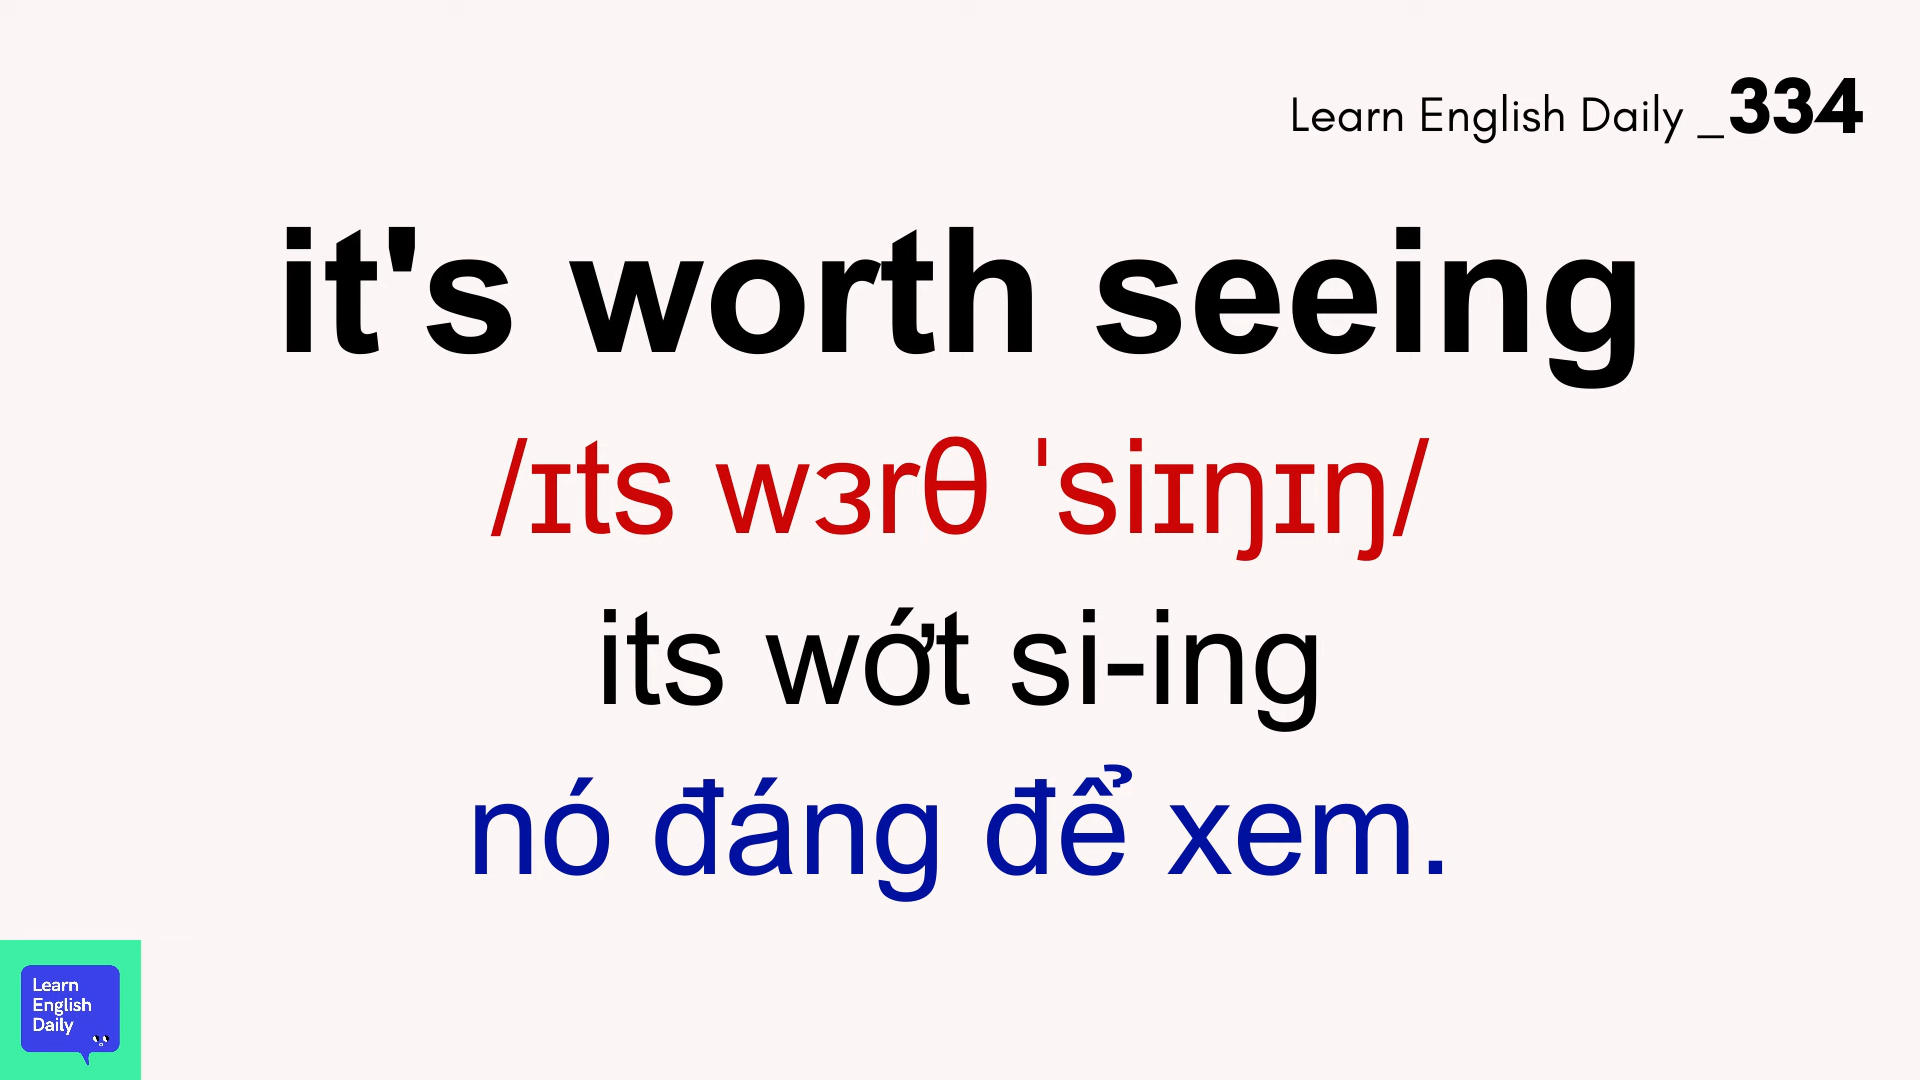 Learn English Daily _334
it's worth seeing
/ɪts wɜrθ ˈsiɪŋɪŋ/
its wớt si-ing
nó đáng để xem.
Learn
English
Daily